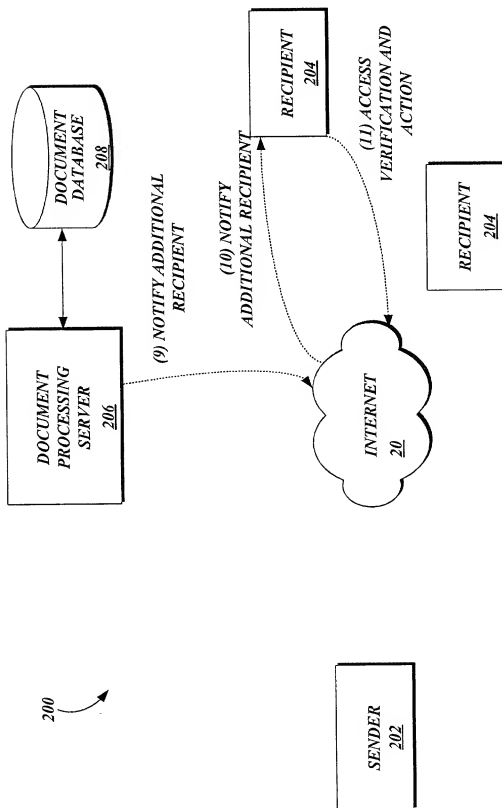 200
DOCUMENT
PROCESSING
SERVER
206
DOCUMENT
DATABASE
208
(9) NOTIFY ADDITIONAL
RECIPIENT
(10) NOTIFY
ADDITIONAL RECIPIENT
RECIPIENT
204
(11) ACCESS
VERIFICATION AND
ACTION
SENDER
202
INTERNET
20
RECIPIENT
204